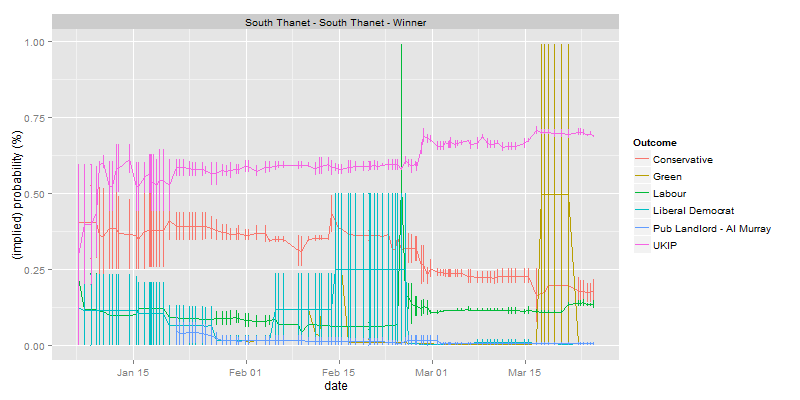 South Thanet - South Thanet - Winner
1.00
0.75
0.50
0.25
0.00
(implied) probability (%)
Jan 15
Feb 01
Feb 15
Mar 01
Mar 15
date
Outcome
Conservative
Green
Labour
Liberal Democrat
Pub Landlord - Al Murray
UKIP